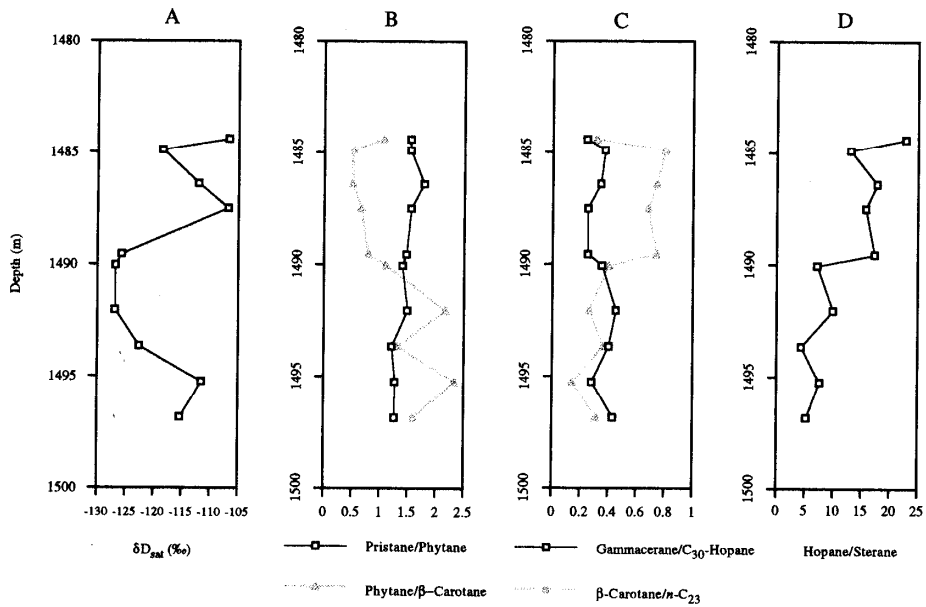 A B C D
1480 1480 1480 1480
1485 1485 1485 1485
1490 1490 1490 1490
1495 1495 1495 1495
1500 1500 1500 1500
Depth (m)
-130 -125 -120 -115 -110 -105
0 0.5 1 1.5 2 2.5
0 0.2 0.4 0.6 0.8 1
0 5 10 15 20 25
δD_sat (‰)
Pristane/Phytane
Gammacerane/C30-Hopane
Hopane/Sterane
Phytane/β–Carotane
β-Carotane/n-C23